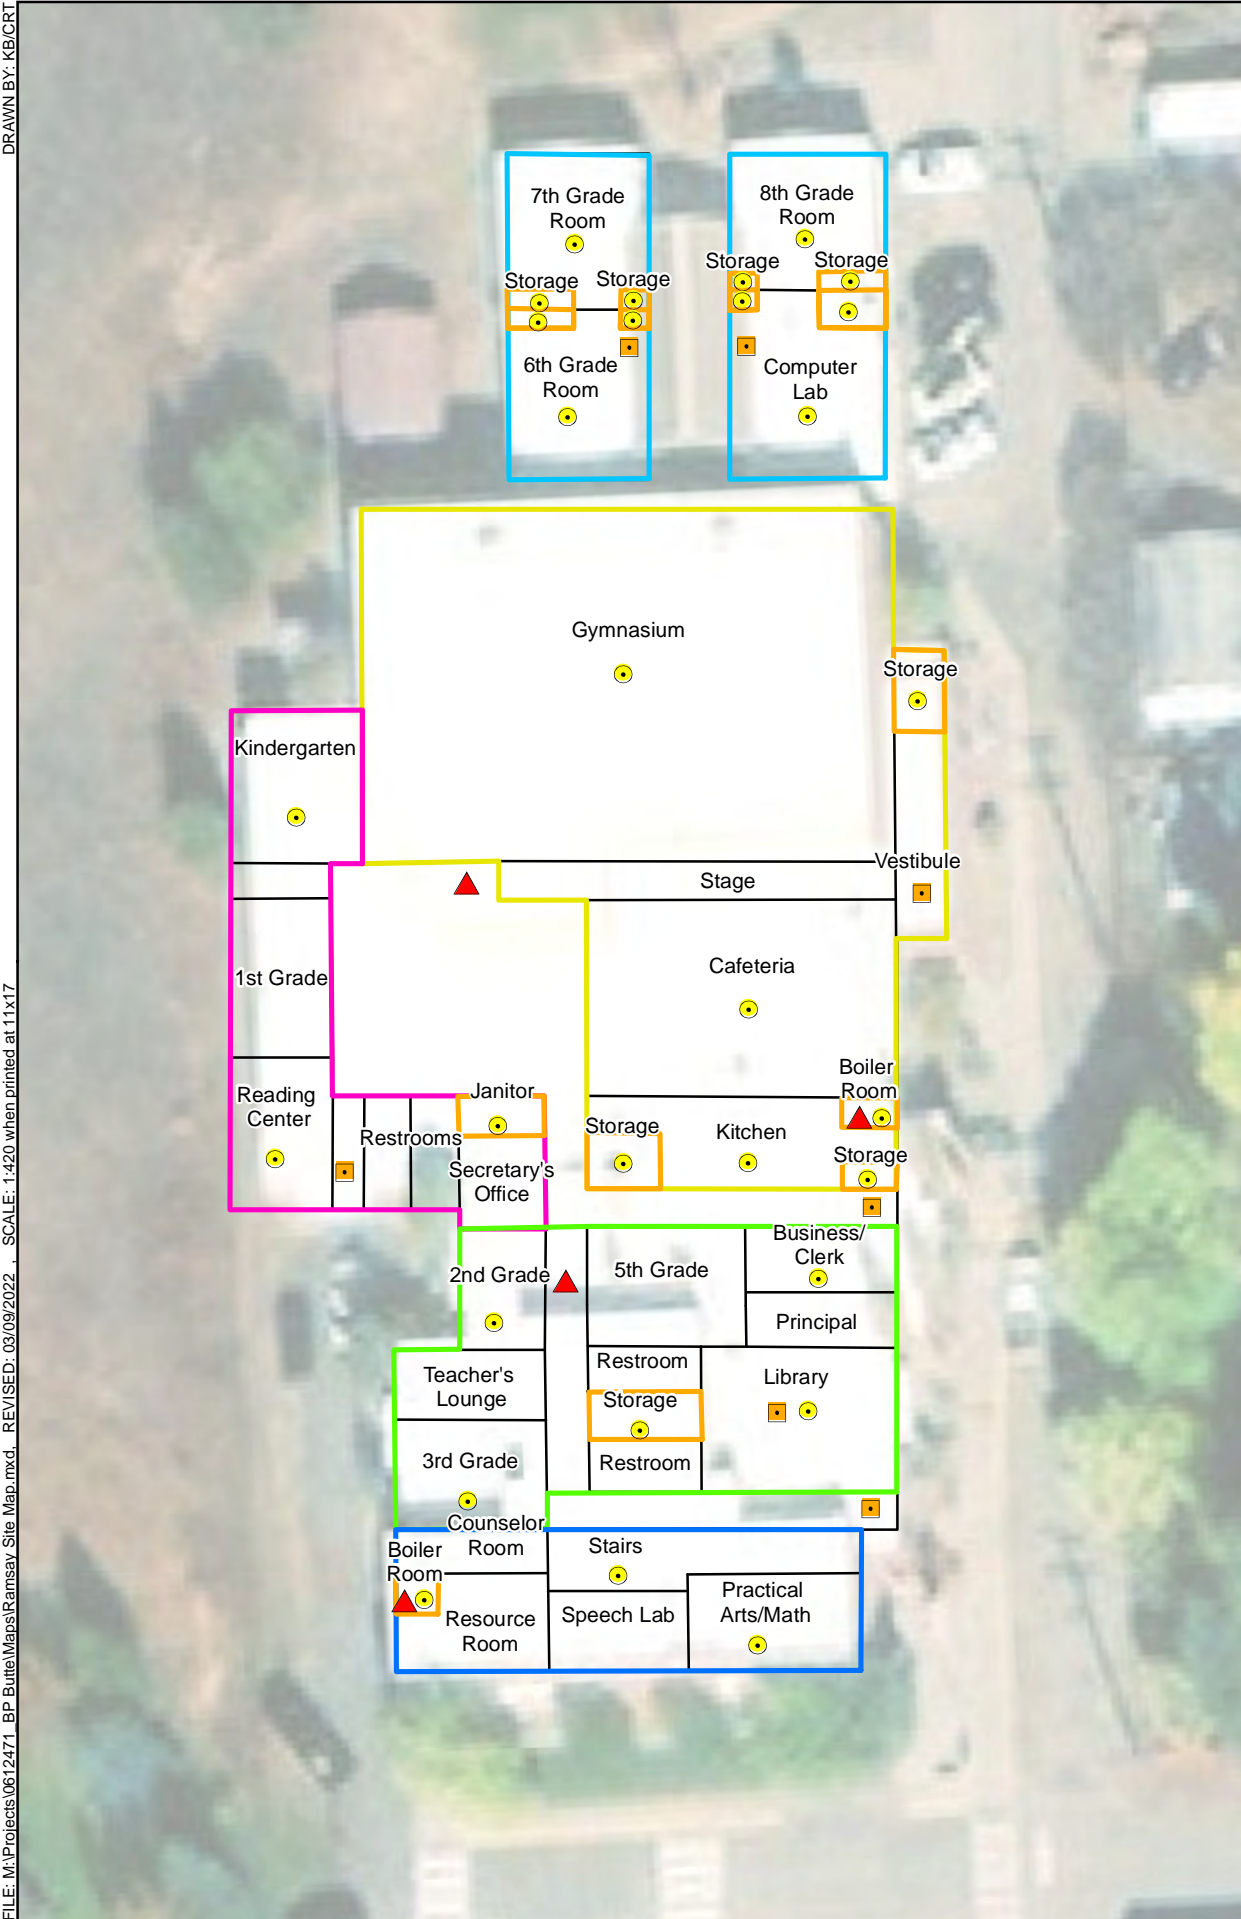 DRAWN BY: KB/CRT
FILE: M:\Projects\0612471_BP Butte\Maps\Ramsay Site Map.mxd, REVISED: 03/09/2022 , SCALE: 1:420 when printed at 11x17
7th Grade
Room
8th Grade
Room
Storage
Storage
Storage
Storage
6th Grade
Room
Computer
Lab
Gymnasium
Storage
Kindergarten
Vestibule
Stage
1st Grade
Cafeteria
Boiler
Room
Reading
Center
Janitor
Restrooms
Storage
Kitchen
Storage
Secretary's
Office
Business/
Clerk
2nd Grade
5th Grade
Principal
Teacher's
Lounge
Restroom
Library
Storage
3rd Grade
Restroom
Counselor
Room
Boiler
Room
Stairs
Resource
Room
Speech Lab
Practical
Arts/Math